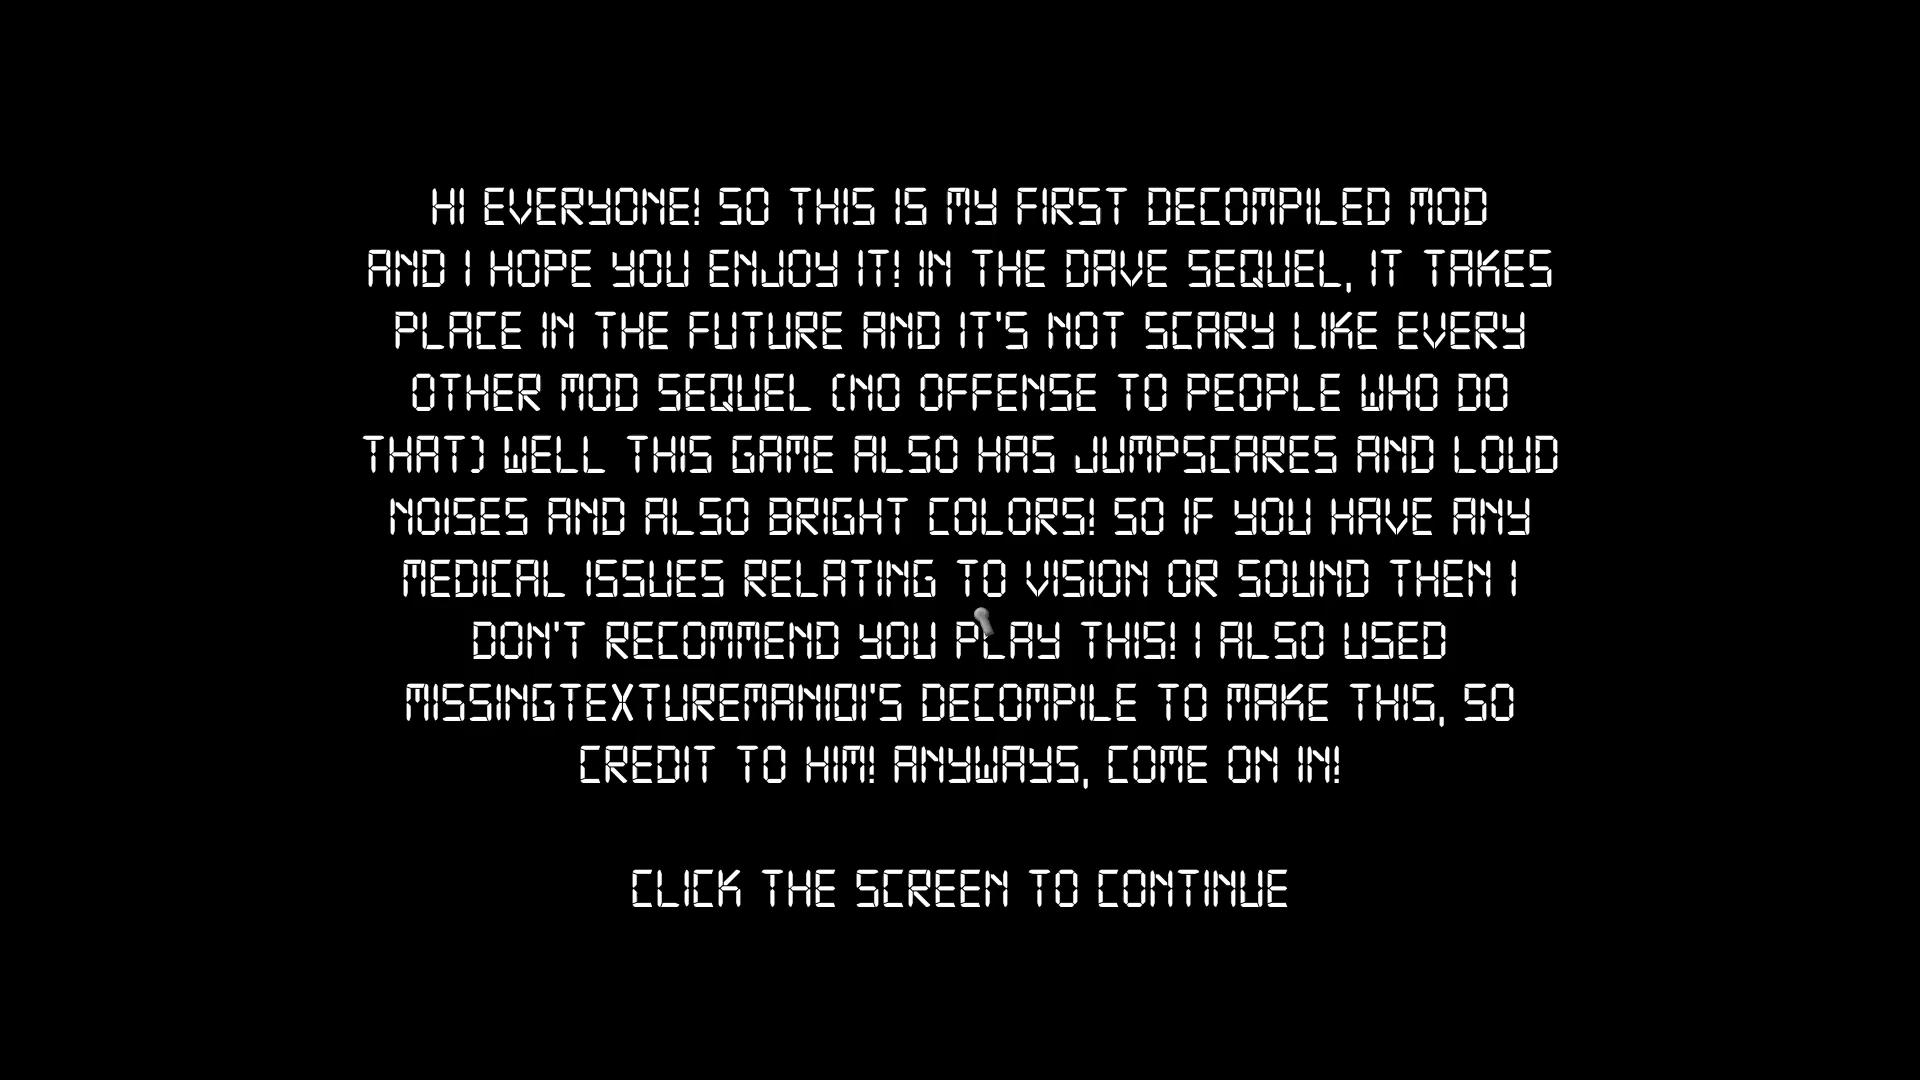 HI EVERYONE! SO THIS IS MY FIRST DECOMPILED MOD
AND I HOPE YOU ENJOY IT! IN THE DAVE SEQUEL, IT TAKES
PLACE IN THE FUTURE AND IT'S NOT SCARY LIKE EVERY
OTHER MOD SEQUEL (NO OFFENSE TO PEOPLE WHO DO
THAT) WELL THIS GAME ALSO HAS JUMPSCARES AND LOUD
NOISES AND ALSO BRIGHT COLORS! SO IF YOU HAVE ANY
MEDICAL ISSUES RELATING TO VISION OR SOUND THEN I
DON'T RECOMMEND YOU PLAY THIS! I ALSO USED
MISSINGTEXTUREMAN101'S DECOMPILE TO MAKE THIS, SO
CREDIT TO HIM! ANYWAYS, COME ON IN!
CLICK THE SCREEN TO CONTINUE